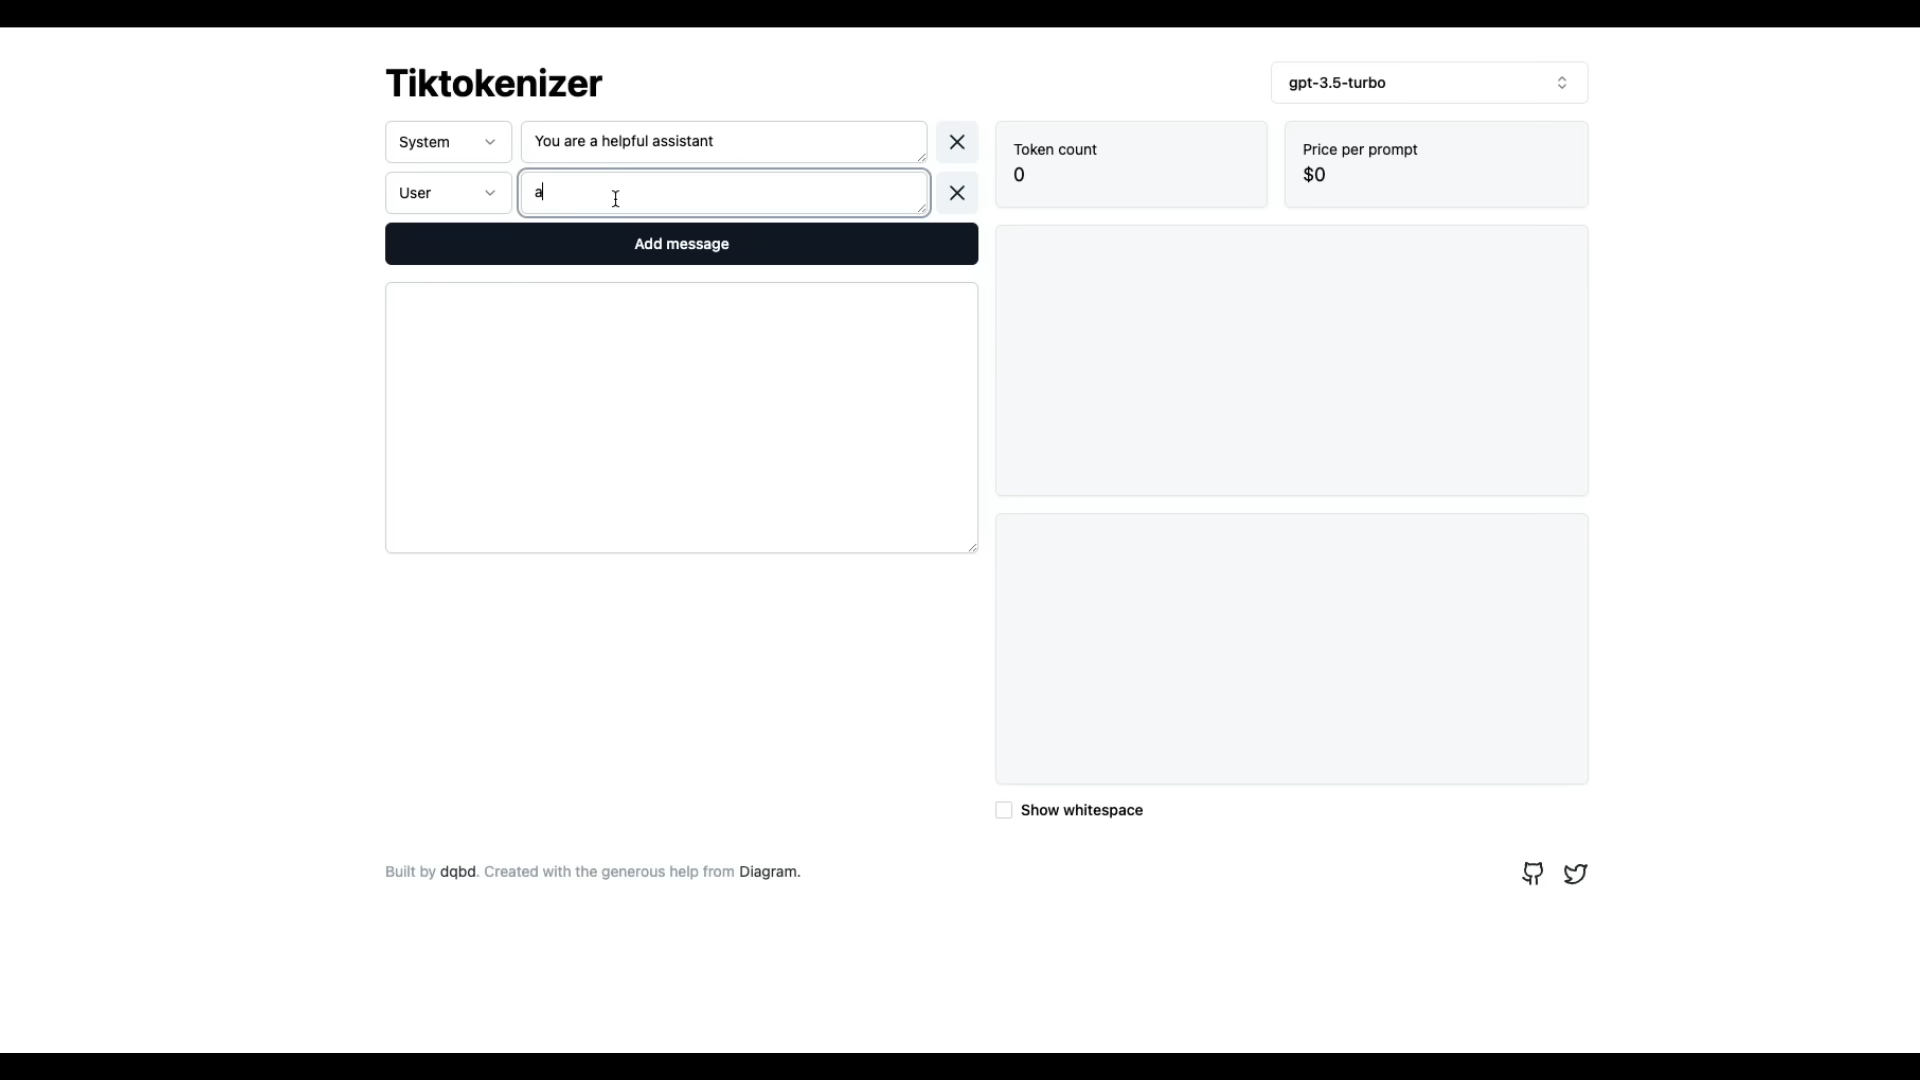 Tiktokenizer
gpt-3.5-turbo
System
You are a helpful assistant
User
a
Add message
Token count
0
Price per prompt
$0
Show whitespace
Built by dqbd. Created with the generous help from Diagram.